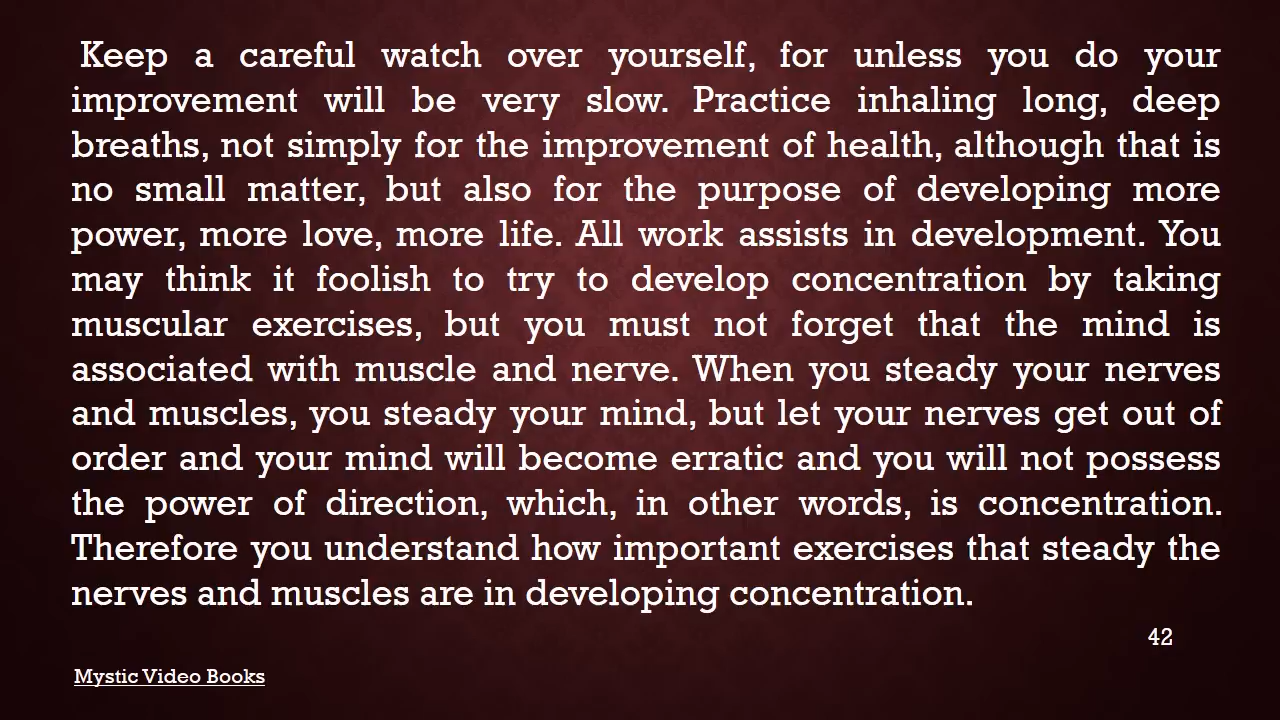 Keep a careful watch over yourself, for unless you do your
improvement will be very slow. Practice inhaling long, deep
breaths, not simply for the improvement of health, although that is
no small matter, but also for the purpose of developing more
power, more love, more life. All work assists in development. You
may think it foolish to try to develop concentration by taking
muscular exercises, but you must not forget that the mind is
associated with muscle and nerve. When you steady your nerves
and muscles, you steady your mind, but let your nerves get out of
order and your mind will become erratic and you will not possess
the power of direction, which, in other words, is concentration.
Therefore you understand how important exercises that steady the
nerves and muscles are in developing concentration.
42
Mystic Video Books